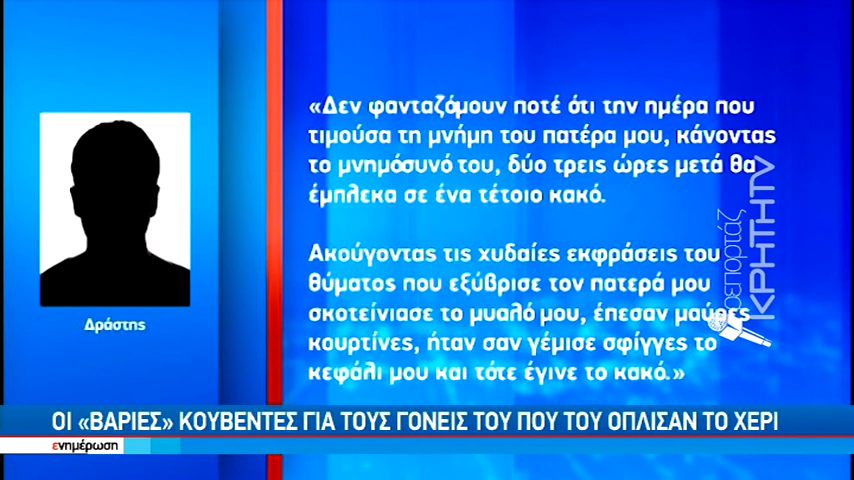 «Δεν φανταζόμουν ποτέ ότι την ημέρα που
τιμούσα τη μνήμη του πατέρα μου, κάνοντας
το μνημόσυνό του, δύο τρεις ώρες μετά θα
έμπλεκα σε ένα τέτοιο κακό.
Ακούγοντας τις χυδαίες εκφράσεις του
θύματος που εξύβρισε τον πατερά μου
σκοτείνιασε το μυαλό μου, έπεσαν μαύρες
κουρτίνες, ήταν σαν γέμισε σφίγγες το
κεφάλι μου και τότε έγινε το κακό.»
Δράστης
ρεπορτάζ
ΚΡΗΤΗTV
ΟΙ «ΒΑΡΙΕΣ» ΚΟΥΒΕΝΤΕΣ ΓΙΑ ΤΟΥΣ ΓΟΝΕΙΣ ΤΟΥ ΠΟΥ ΤΟΥ ΟΠΛΙΣΑΝ ΤΟ ΧΕΡΙ
ενημέρωση